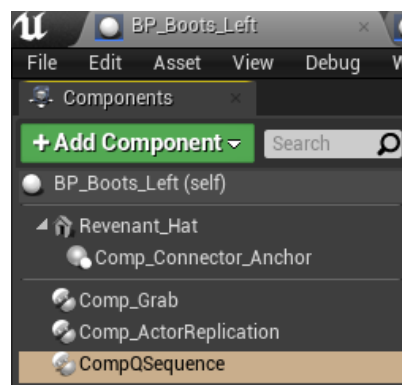 BP_Boots_Left
File Edit Asset View Debug
Components
+Add Component Search
BP_Boots_Left (self)
Revenant_Hat
Comp_Connector_Anchor
Comp_Grab
Comp_ActorReplication
CompQSequence